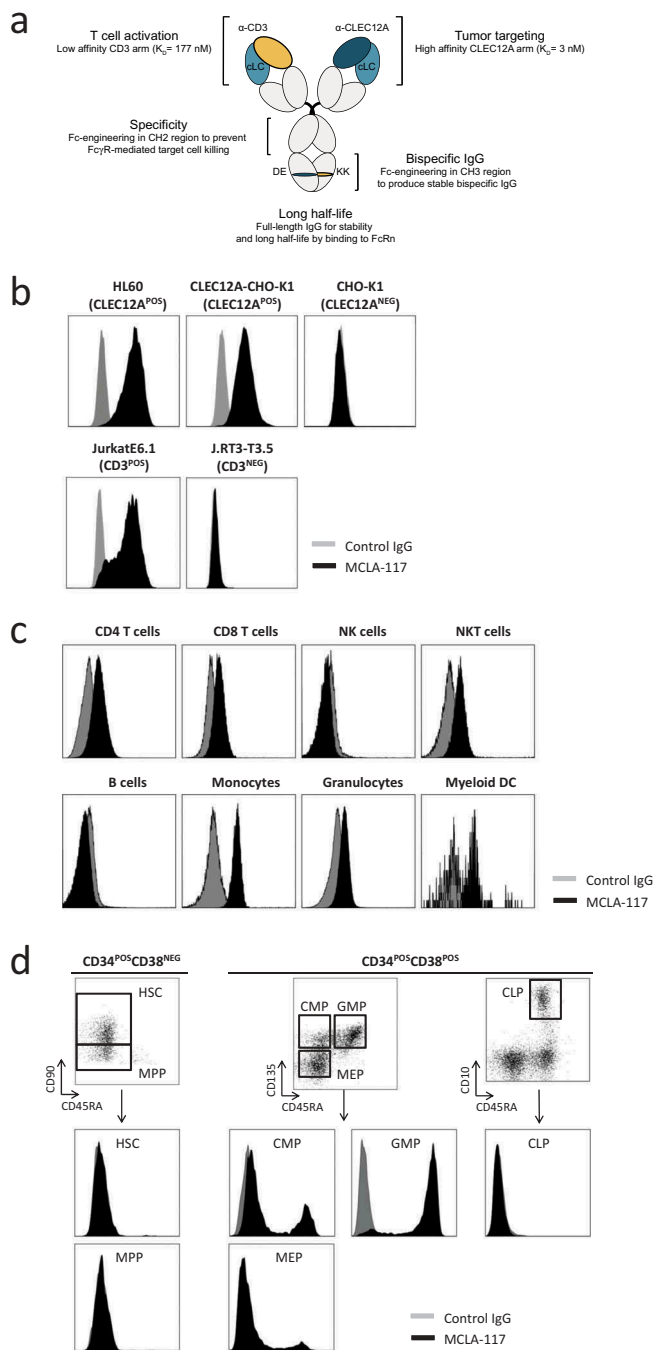 a
T cell activation
Low affinity CD3 arm (KD= 177 nM)
α-CD3
α-CLEC12A
Tumor targeting
High affinity CLEC12A arm (KD= 3 nM)
cLC
cLC
Specificity
Fc-engineering in CH2 region to prevent
FcγR-mediated target cell killing
DE
KK
Bispecific IgG
Fc-engineering in CH3 region
to produce stable bispecific IgG
Long half-life
Full-length IgG for stability
and long half-life by binding to FcRn
b
HL60
(CLEC12APOS)
CLEC12A-CHO-K1
(CLEC12APOS)
CHO-K1
(CLEC12ANEG)
JurkatE6.1
(CD3POS)
J.RT3-T3.5
(CD3NEG)
Control IgG
MCLA-117
c
CD4 T cells
CD8 T cells
NK cells
NKT cells
B cells
Monocytes
Granulocytes
Myeloid DC
Control IgG
MCLA-117
d
CD34POSCD38NEG
CD34POSCD38POS
HSC
MPP
CD90
CD45RA
CMP
GMP
MEP
CD135
CD45RA
CLP
CD10
CD45RA
HSC
CMP
GMP
CLP
MPP
MEP
Control IgG
MCLA-117